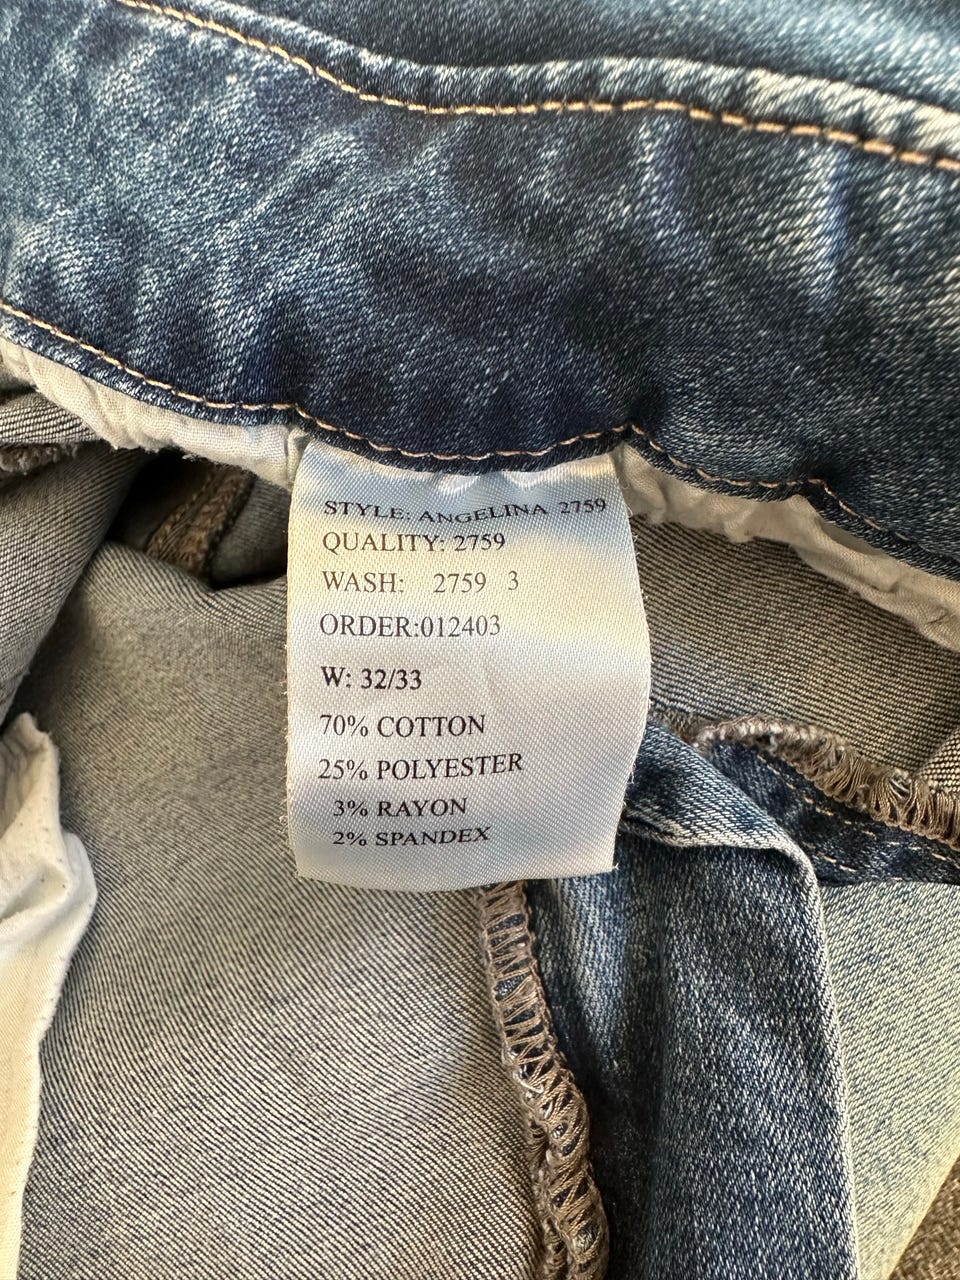 STYLE: ANGELINA 2759
QUALITY: 2759
WASH: 2759 3
ORDER:012403
W: 32/33
70% COTTON
25% POLYESTER
3% RAYON
2% SPANDEX